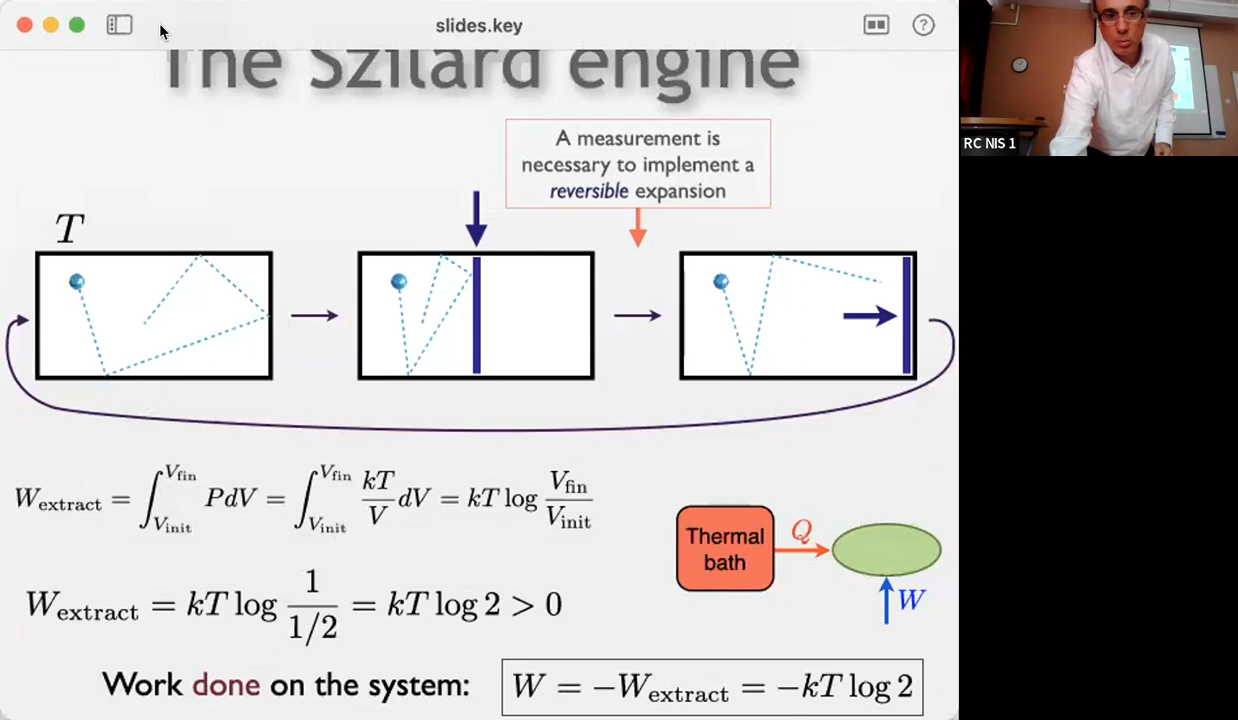 slides.key
The Szilard engine
RC NIS 1
A measurement is
necessary to implement a
reversible expansion
T
W_extract = ∫_{V_init}^{V_fin} PdV = ∫_{V_init}^{V_fin} kT/V dV = kT log V_fin/V_init
Thermal
bath
Q
W
W_extract = kT log 1/(1/2) = kT log 2 > 0
Work done on the system:
W = −W_extract = −kT log 2